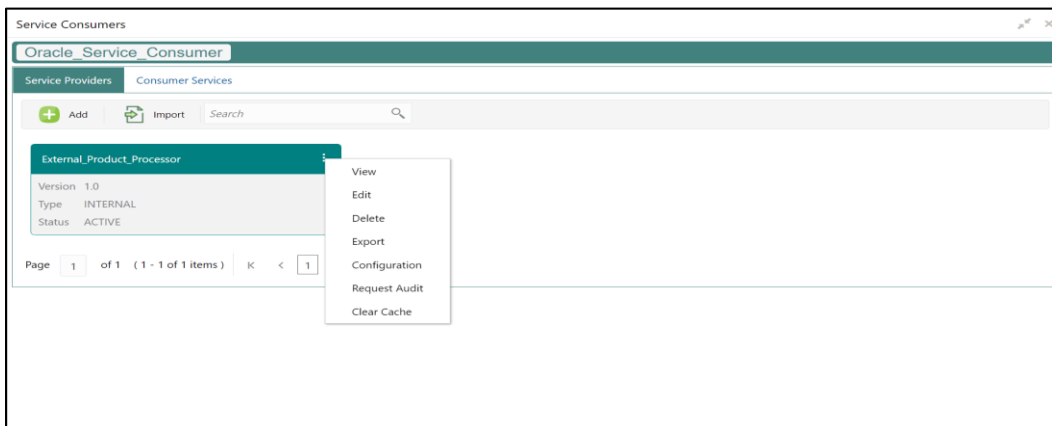 Service Consumers
Oracle_Service_Consumer
Service Providers Consumer Services
Add Import Search
External_Product_Processor
Version 1.0
Type INTERNAL
Status ACTIVE
View
Edit
Delete
Export
Configuration
Request Audit
Clear Cache
Page 1 of 1 (1 - 1 of 1 items) K < 1